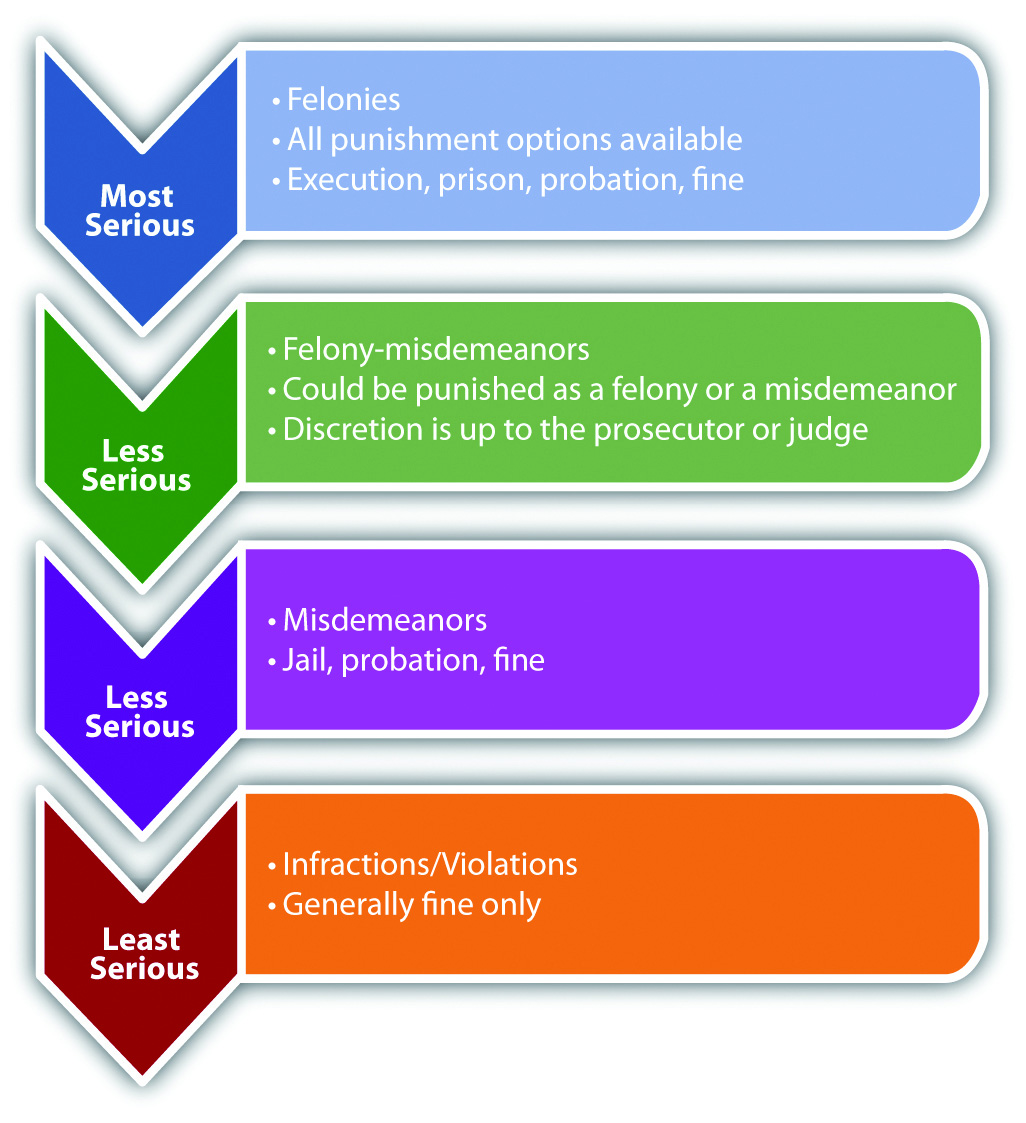 Most
Serious
• Felonies
• All punishment options available
• Execution, prison, probation, fine
Less
Serious
• Felony-misdemeanors
• Could be punished as a felony or a misdemeanor
• Discretion is up to the prosecutor or judge
Less
Serious
• Misdemeanors
• Jail, probation, fine
Least
Serious
• Infractions/Violations
• Generally fine only